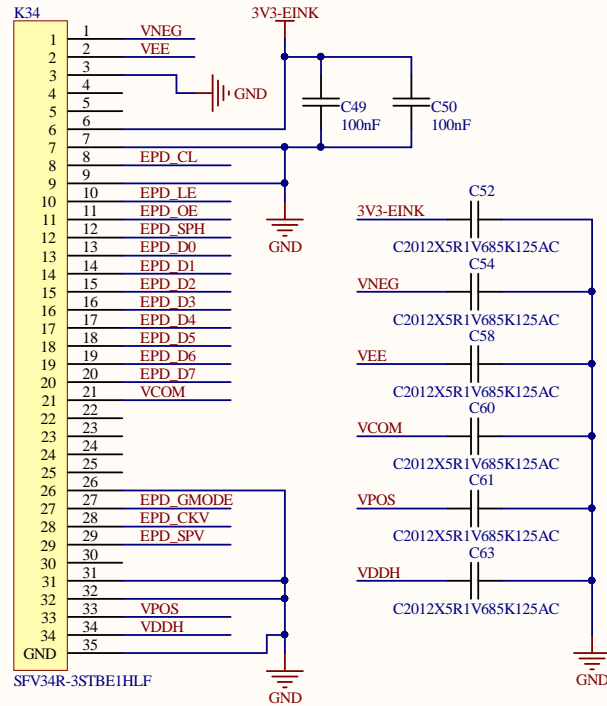 K34
3V3-EINK
1 1 VNEG
2 2 VEE
3 3
4 4 GND
5 5
6 6 C49 C50
7 7 100nF 100nF
8 8 EPD_CL
9 9
10 10 EPD_LE
11 11 EPD_OE
12 12 EPD_SPH
13 13 EPD_D0
14 14 EPD_D1
15 15 EPD_D2
16 16 EPD_D3
17 17 EPD_D4
18 18 EPD_D5
19 19 EPD_D6
20 20 EPD_D7
21 21 VCOM
22 22
23 23
24 24
25 25
26 26
27 27 EPD_GMODE
28 28 EPD_CKV
29 29 EPD_SPV
30 30
31 31
32 32
33 33 VPOS
34 34 VDDH
GND 35
SFV34R-3STBE1HLF
GND
GND
C52
3V3-EINK
C2012X5R1V685K125AC
C54
VNEG
C2012X5R1V685K125AC
C58
VEE
C2012X5R1V685K125AC
C60
VCOM
C2012X5R1V685K125AC
C61
VPOS
C2012X5R1V685K125AC
C63
VDDH
C2012X5R1V685K125AC
GND